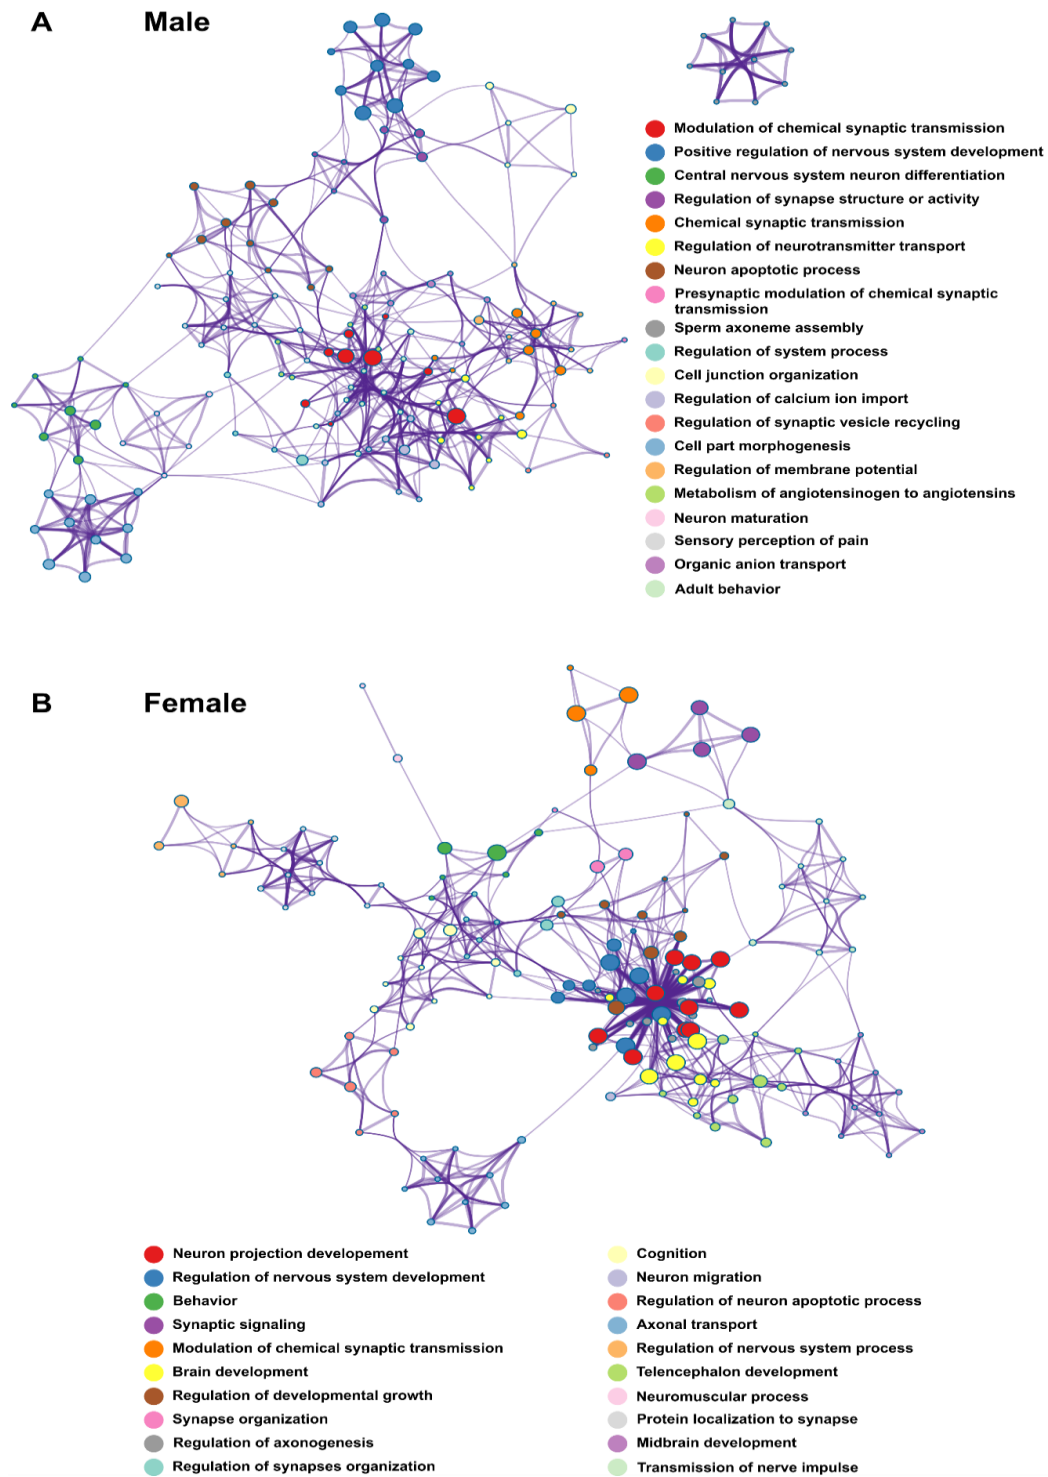 A
Male
Modulation of chemical synaptic transmission
Positive regulation of nervous system development
Central nervous system neuron differentiation
Regulation of synapse structure or activity
Chemical synaptic transmission
Regulation of neurotransmitter transport
Neuron apoptotic process
Presynaptic modulation of chemical synaptic
transmission
Sperm axoneme assembly
Regulation of system process
Cell junction organization
Regulation of calcium ion import
Regulation of synaptic vesicle recycling
Cell part morphogenesis
Regulation of membrane potential
Metabolism of angiotensinogen to angiotensins
Neuron maturation
Sensory perception of pain
Organic anion transport
Adult behavior
B
Female
Neuron projection developement
Regulation of nervous system development
Behavior
Synaptic signaling
Modulation of chemical synaptic transmission
Brain development
Regulation of developmental growth
Synapse organization
Regulation of axonogenesis
Regulation of synapses organization
Cognition
Neuron migration
Regulation of neuron apoptotic process
Axonal transport
Regulation of nervous system process
Telencephalon development
Neuromuscular process
Protein localization to synapse
Midbrain development
Transmission of nerve impulse